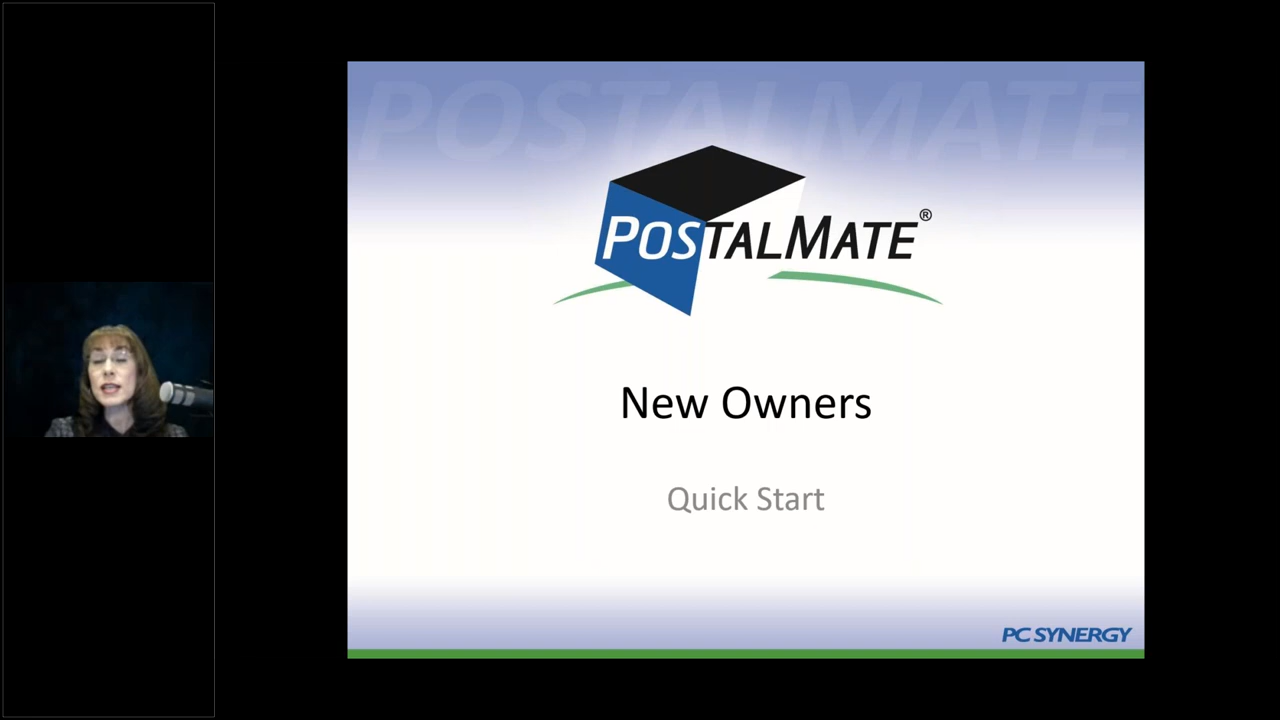 POSTALMATE
POSTALMATE®
New Owners
Quick Start
PC SYNERGY